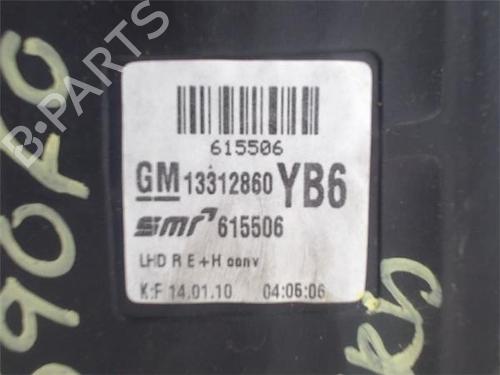 615506
GM 13312860 YB6
smr 615506
LHD R E+H conv
K:F 14.01.10 04:05:06
B-PARTS